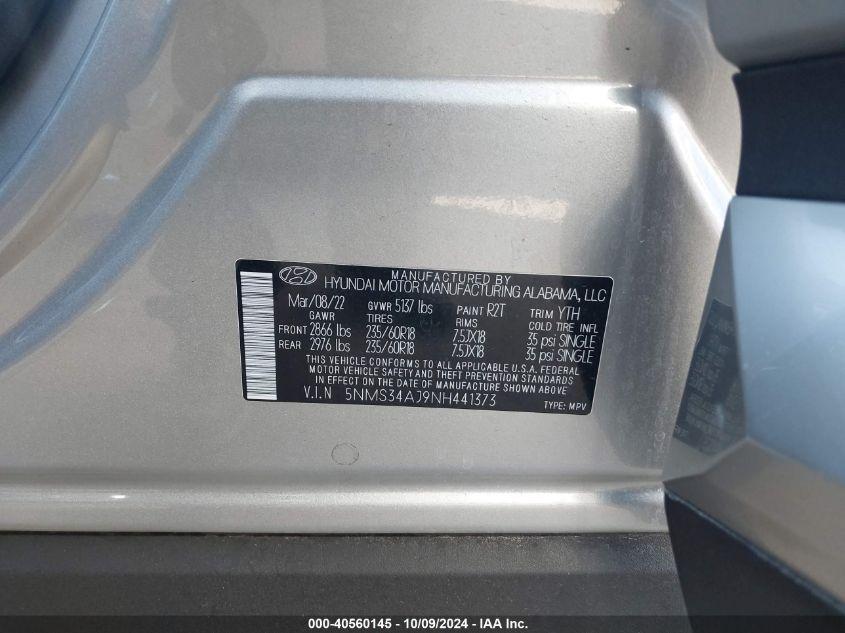 MANUFACTURED BY
HYUNDAI MOTOR MANUFACTURING ALABAMA, LLC
Mar/08/22 GVWR 5137 lbs PAINT R2T TRIM YTH
GAWR TIRES RIMS COLD TIRE INFL
FRONT 2866 lbs 235/60R18 7.5JX18 35 psi SINGLE
REAR 2976 lbs 235/60R18 7.5JX18 35 psi SINGLE
THIS VEHICLE CONFORMS TO ALL APPLICABLE U.S.A. FEDERAL
MOTOR VEHICLE SAFETY AND THEFT PREVENTION STANDARDS
IN EFFECT ON THE DATE OF MANUFACTURE SHOWN ABOVE
V.I.N 5NMS34AJ9NH441373
TYPE: MPV
000-40560145 - 10/09/2024 - IAA Inc.